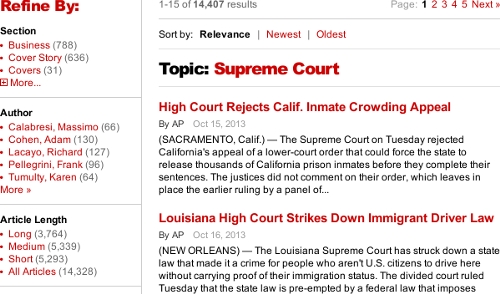 Refine By:
Section
Business (788)
Cover Story (636)
Covers (31)
More...
Author
Calabresi, Massimo (66)
Cohen, Adam (130)
Lacayo, Richard (127)
Pellegrini, Frank (96)
Tumulty, Karen (64)
More »
Article Length
Long (3,764)
Medium (5,339)
Short (5,293)
All Articles (14,328)
1-15 of 14,407 results
Page: 1 2 3 4 5 Next »
Sort by: Relevance | Newest | Oldest
Topic: Supreme Court
High Court Rejects Calif. Inmate Crowding Appeal
By AP Oct 15, 2013
(SACRAMENTO, Calif.) — The Supreme Court on Tuesday rejected
California's appeal of a lower-court order that could force the state to
release thousands of California prison inmates before they complete their
sentences. The justices did not comment on their order, which leaves in
place the earlier ruling by a panel of...
Louisiana High Court Strikes Down Immigrant Driver Law
By AP Oct 16, 2013
(NEW ORLEANS) — The Louisiana Supreme Court has struck down a state
law that made it a crime for people who aren't U.S. citizens to drive here
without carrying proof of their immigration status. The divided court ruled
Tuesday that the state law is pre-empted by a federal law that imposes